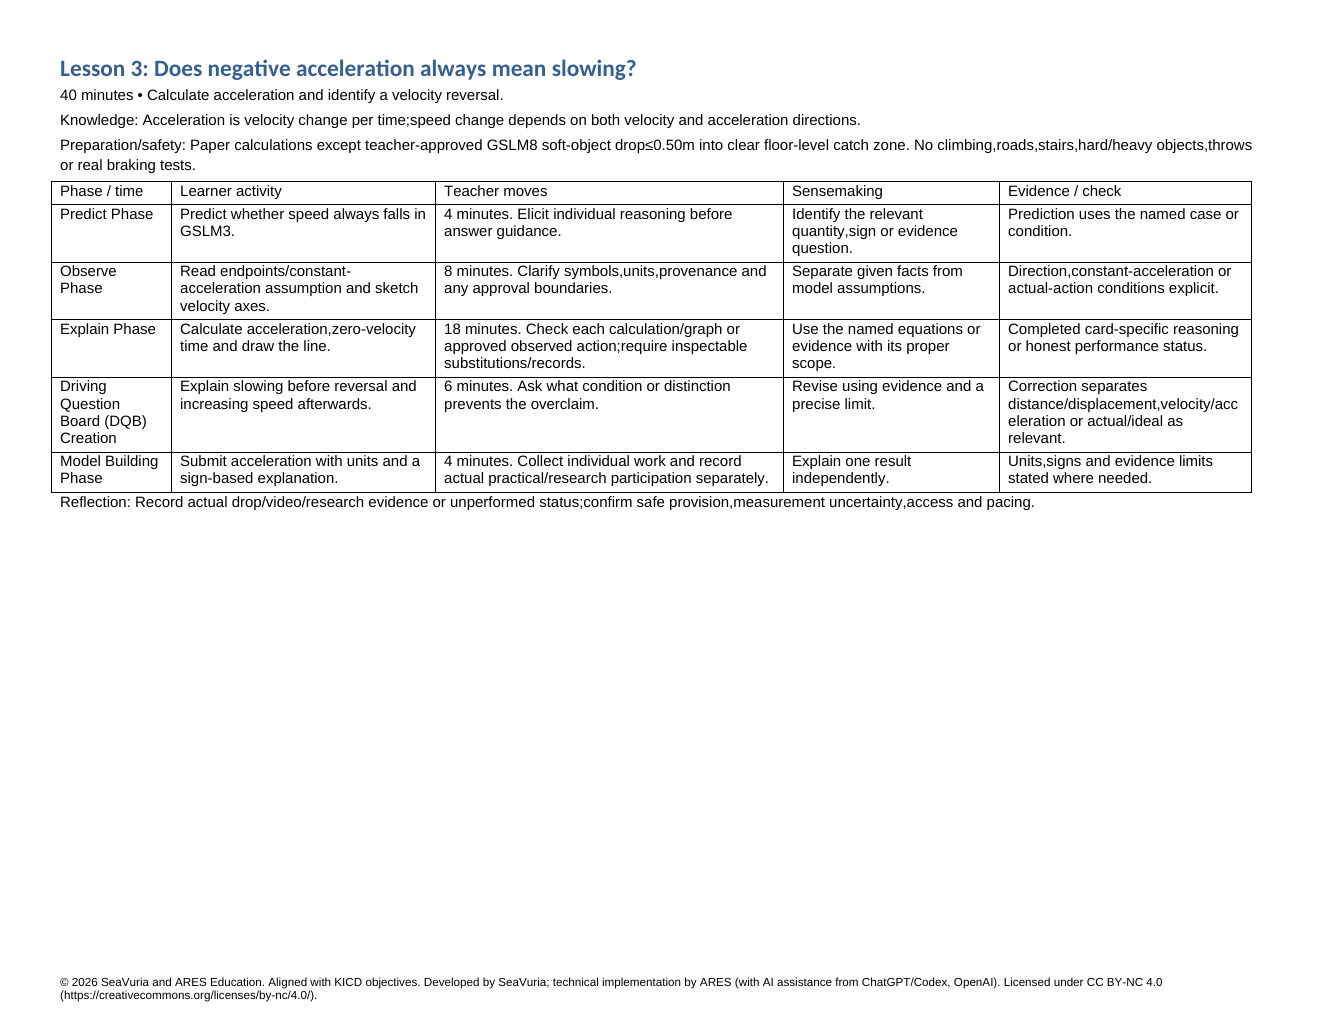 Lesson 3: Does negative acceleration always mean slowing?
40 minutes • Calculate acceleration and identify a velocity reversal.
Knowledge: Acceleration is velocity change per time;speed change depends on both velocity and acceleration directions.
Preparation/safety: Paper calculations except teacher-approved GSLM8 soft-object drop≤0.50m into clear floor-level catch zone. No climbing,roads,stairs,hard/heavy objects,throws
or real braking tests.
Phase / time
Learner activity
Teacher moves
Sensemaking
Evidence / check
Predict Phase
Predict whether speed always falls in
GSLM3.
4 minutes. Elicit individual reasoning before
answer guidance.
Identify the relevant
quantity,sign or evidence
question.
Prediction uses the named case or
condition.
Observe
Phase
Read endpoints/constant-
acceleration assumption and sketch
velocity axes.
8 minutes. Clarify symbols,units,provenance and
any approval boundaries.
Separate given facts from
model assumptions.
Direction,constant-acceleration or
actual-action conditions explicit.
Explain Phase
Calculate acceleration,zero-velocity
time and draw the line.
18 minutes. Check each calculation/graph or
approved observed action;require inspectable
substitutions/records.
Use the named equations or
evidence with its proper
scope.
Completed card-specific reasoning
or honest performance status.
Driving
Question
Board (DQB)
Creation
Explain slowing before reversal and
increasing speed afterwards.
6 minutes. Ask what condition or distinction
prevents the overclaim.
Revise using evidence and a
precise limit.
Correction separates
distance/displacement,velocity/acc
eleration or actual/ideal as
relevant.
Model Building
Phase
Submit acceleration with units and a
sign-based explanation.
4 minutes. Collect individual work and record
actual practical/research participation separately.
Explain one result
independently.
Units,signs and evidence limits
stated where needed.
Reflection: Record actual drop/video/research evidence or unperformed status;confirm safe provision,measurement uncertainty,access and pacing.
© 2026 SeaVuria and ARES Education. Aligned with KICD objectives. Developed by SeaVuria; technical implementation by ARES (with AI assistance from ChatGPT/Codex, OpenAI). Licensed under CC BY-NC 4.0
(https://creativecommons.org/licenses/by-nc/4.0/).